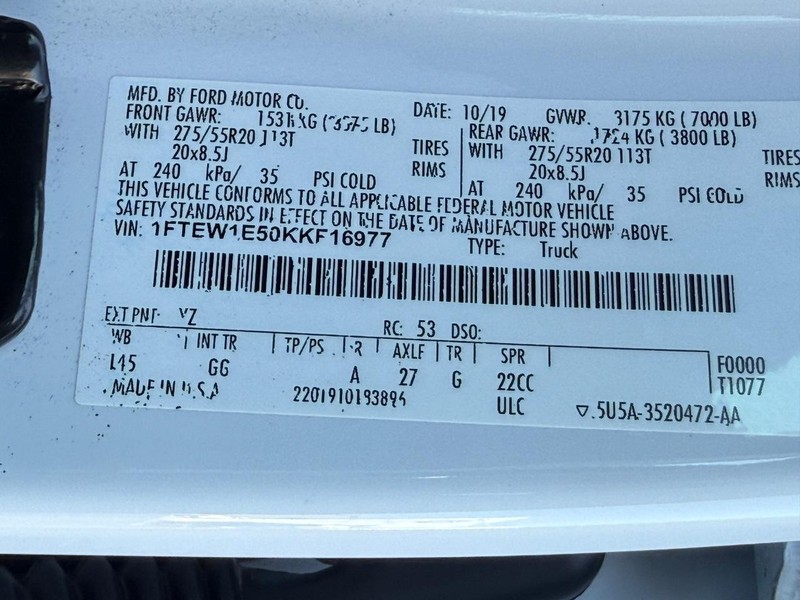 MFD. BY FORD MOTOR CO. DATE: 10/19 GVWR: 3175 KG ( 7000 LB)
FRONT GAWR: 1531 KG ( LB) REAR GAWR: 1724 KG ( 3800 LB)
WITH 275/55R20 113T TIRES WITH 275/55R20 113T TIRES
20x8.5J RIMS 20x8.5J RIMS
AT 240 kPa/ 35 PSI COLD AT 240 kPa/ 35 PSI COLD
THIS VEHICLE CONFORMS TO ALL APPLICABLE FEDERAL MOTOR VEHICLE
SAFETY STANDARDS IN EFFECT ON THE DATE OF MANUFACTURE SHOWN ABOVE.
VIN: 1FTEW1E50KKF16977 TYPE: Truck
EXT PNT: YZ RC: 53 DSO:
WB INT TR TP/PS R AXLE TR SPR F0000
145 GG A 27 G 22CC T1077
MADE IN U.S.A ULC 5U5A-3520472-AA